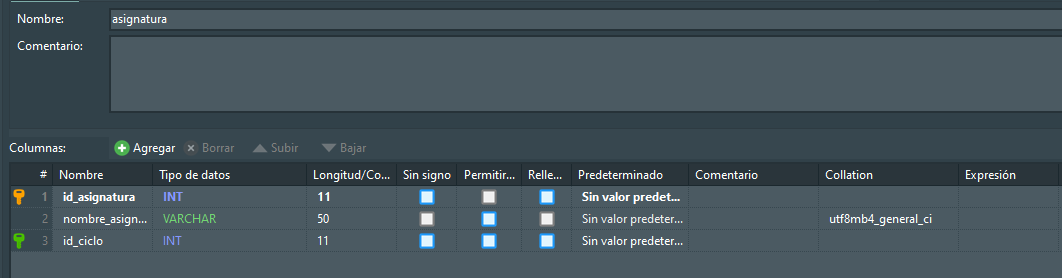 Nombre: asignatura
Comentario:
Columnas: Agregar Borrar Subir Bajar
# Nombre Tipo de datos Longitud/Co... Sin signo Permitir... Relle... Predeterminado Comentario Collation Expresión
1 id_asignatura INT 11 Sin valor predet...
2 nombre_asign... VARCHAR 50 Sin valor predeter... utf8mb4_general_ci
3 id_ciclo INT 11 Sin valor predeter...